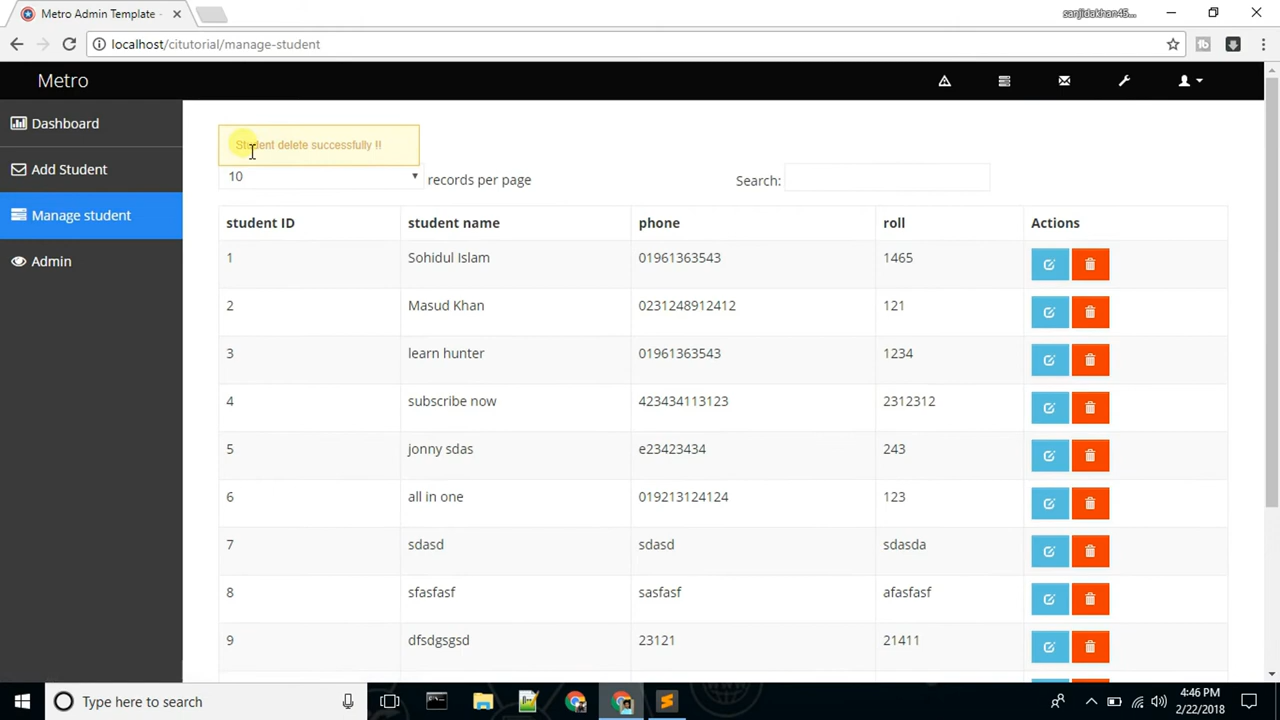 Metro Admin Template -
sanjidakhan45...
localhost/citutorial/manage-student
Metro
Dashboard
Add Student
Manage student
Admin
Student delete successfully !!
10 records per page
Search:
student ID student name phone roll Actions
1 Sohidul Islam 01961363543 1465
2 Masud Khan 0231248912412 121
3 learn hunter 01961363543 1234
4 subscribe now 423434113123 2312312
5 jonny sdas e23423434 243
6 all in one 019213124124 123
7 sdasd sdasd sdasda
8 sfasfasf sasfasf afasfasf
9 dfsdgsgsd 23121 21411
Type here to search
4:46 PM
2/22/2018